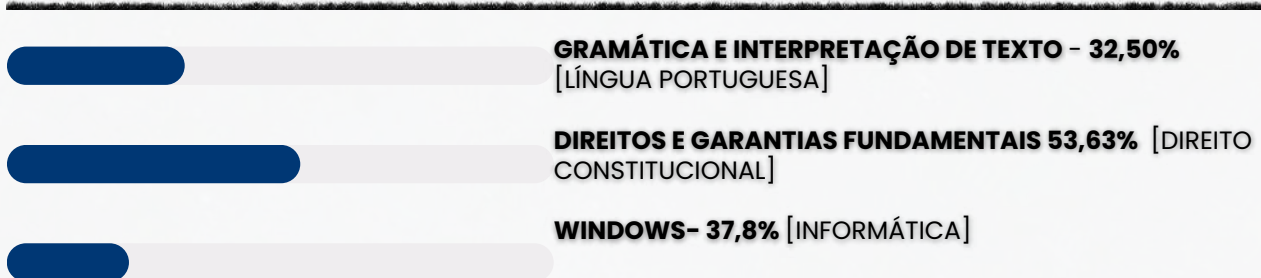 GRAMÁTICA E INTERPRETAÇÃO DE TEXTO - 32,50%
[LÍNGUA PORTUGUESA]
DIREITOS E GARANTIAS FUNDAMENTAIS 53,63% [DIREITO
CONSTITUCIONAL]
WINDOWS- 37,8% [INFORMÁTICA]